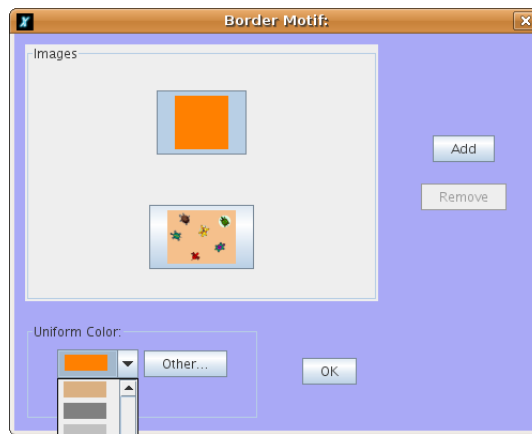 Border Motif:
Images
Add
Remove
Uniform Color:
Other...
OK